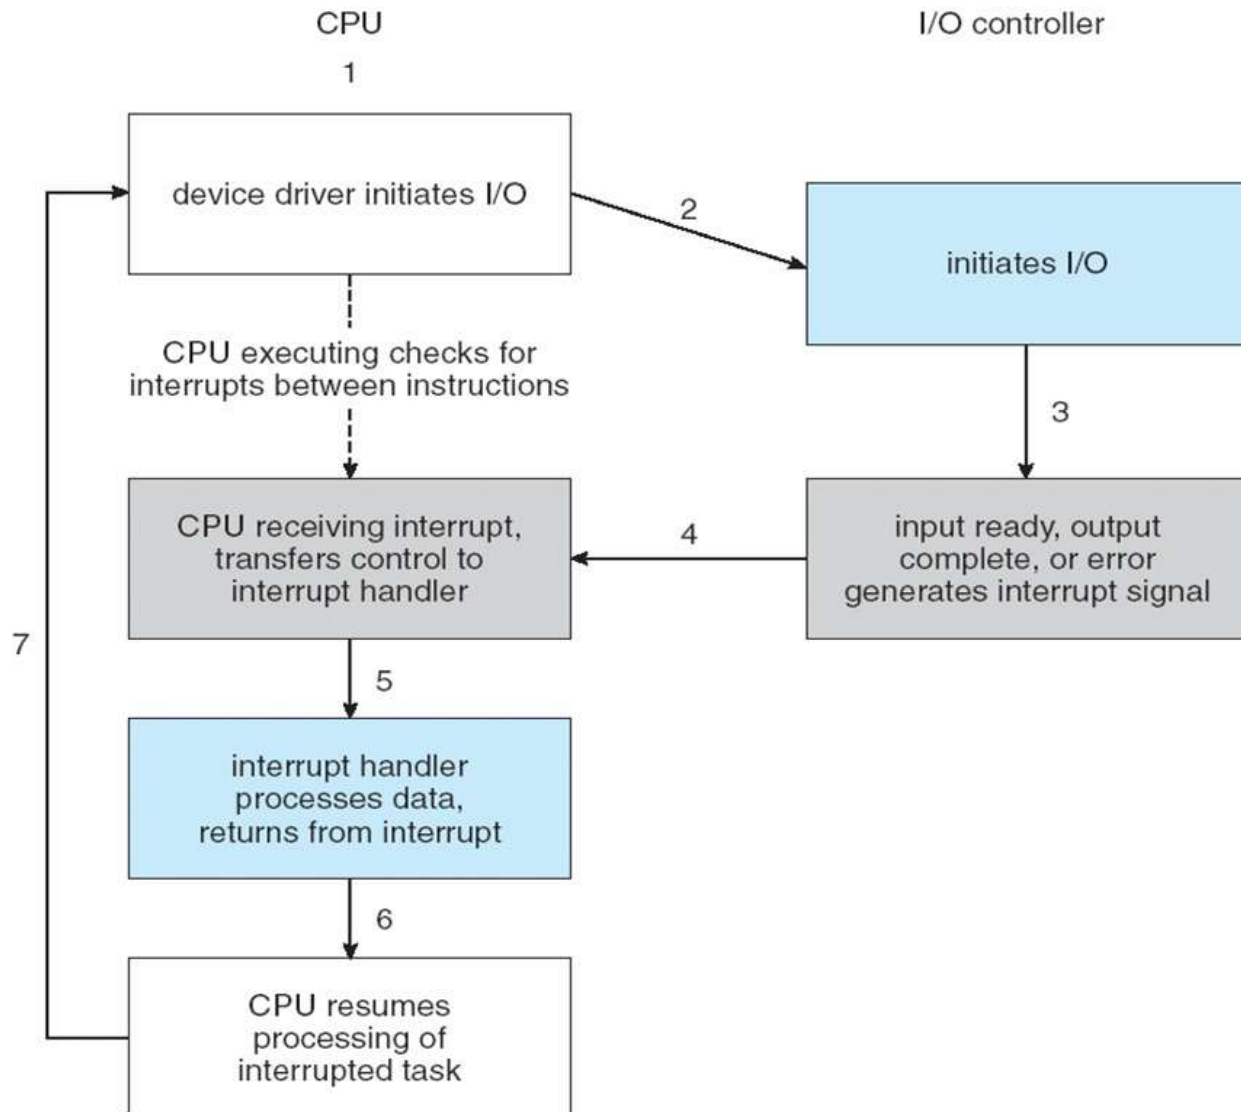 CPU
I/O controller
1
device driver initiates I/O
2
initiates I/O
CPU executing checks for
interrupts between instructions
3
CPU receiving interrupt,
transfers control to
interrupt handler
4
input ready, output
complete, or error
generates interrupt signal
7
5
interrupt handler
processes data,
returns from interrupt
6
CPU resumes
processing of
interrupted task